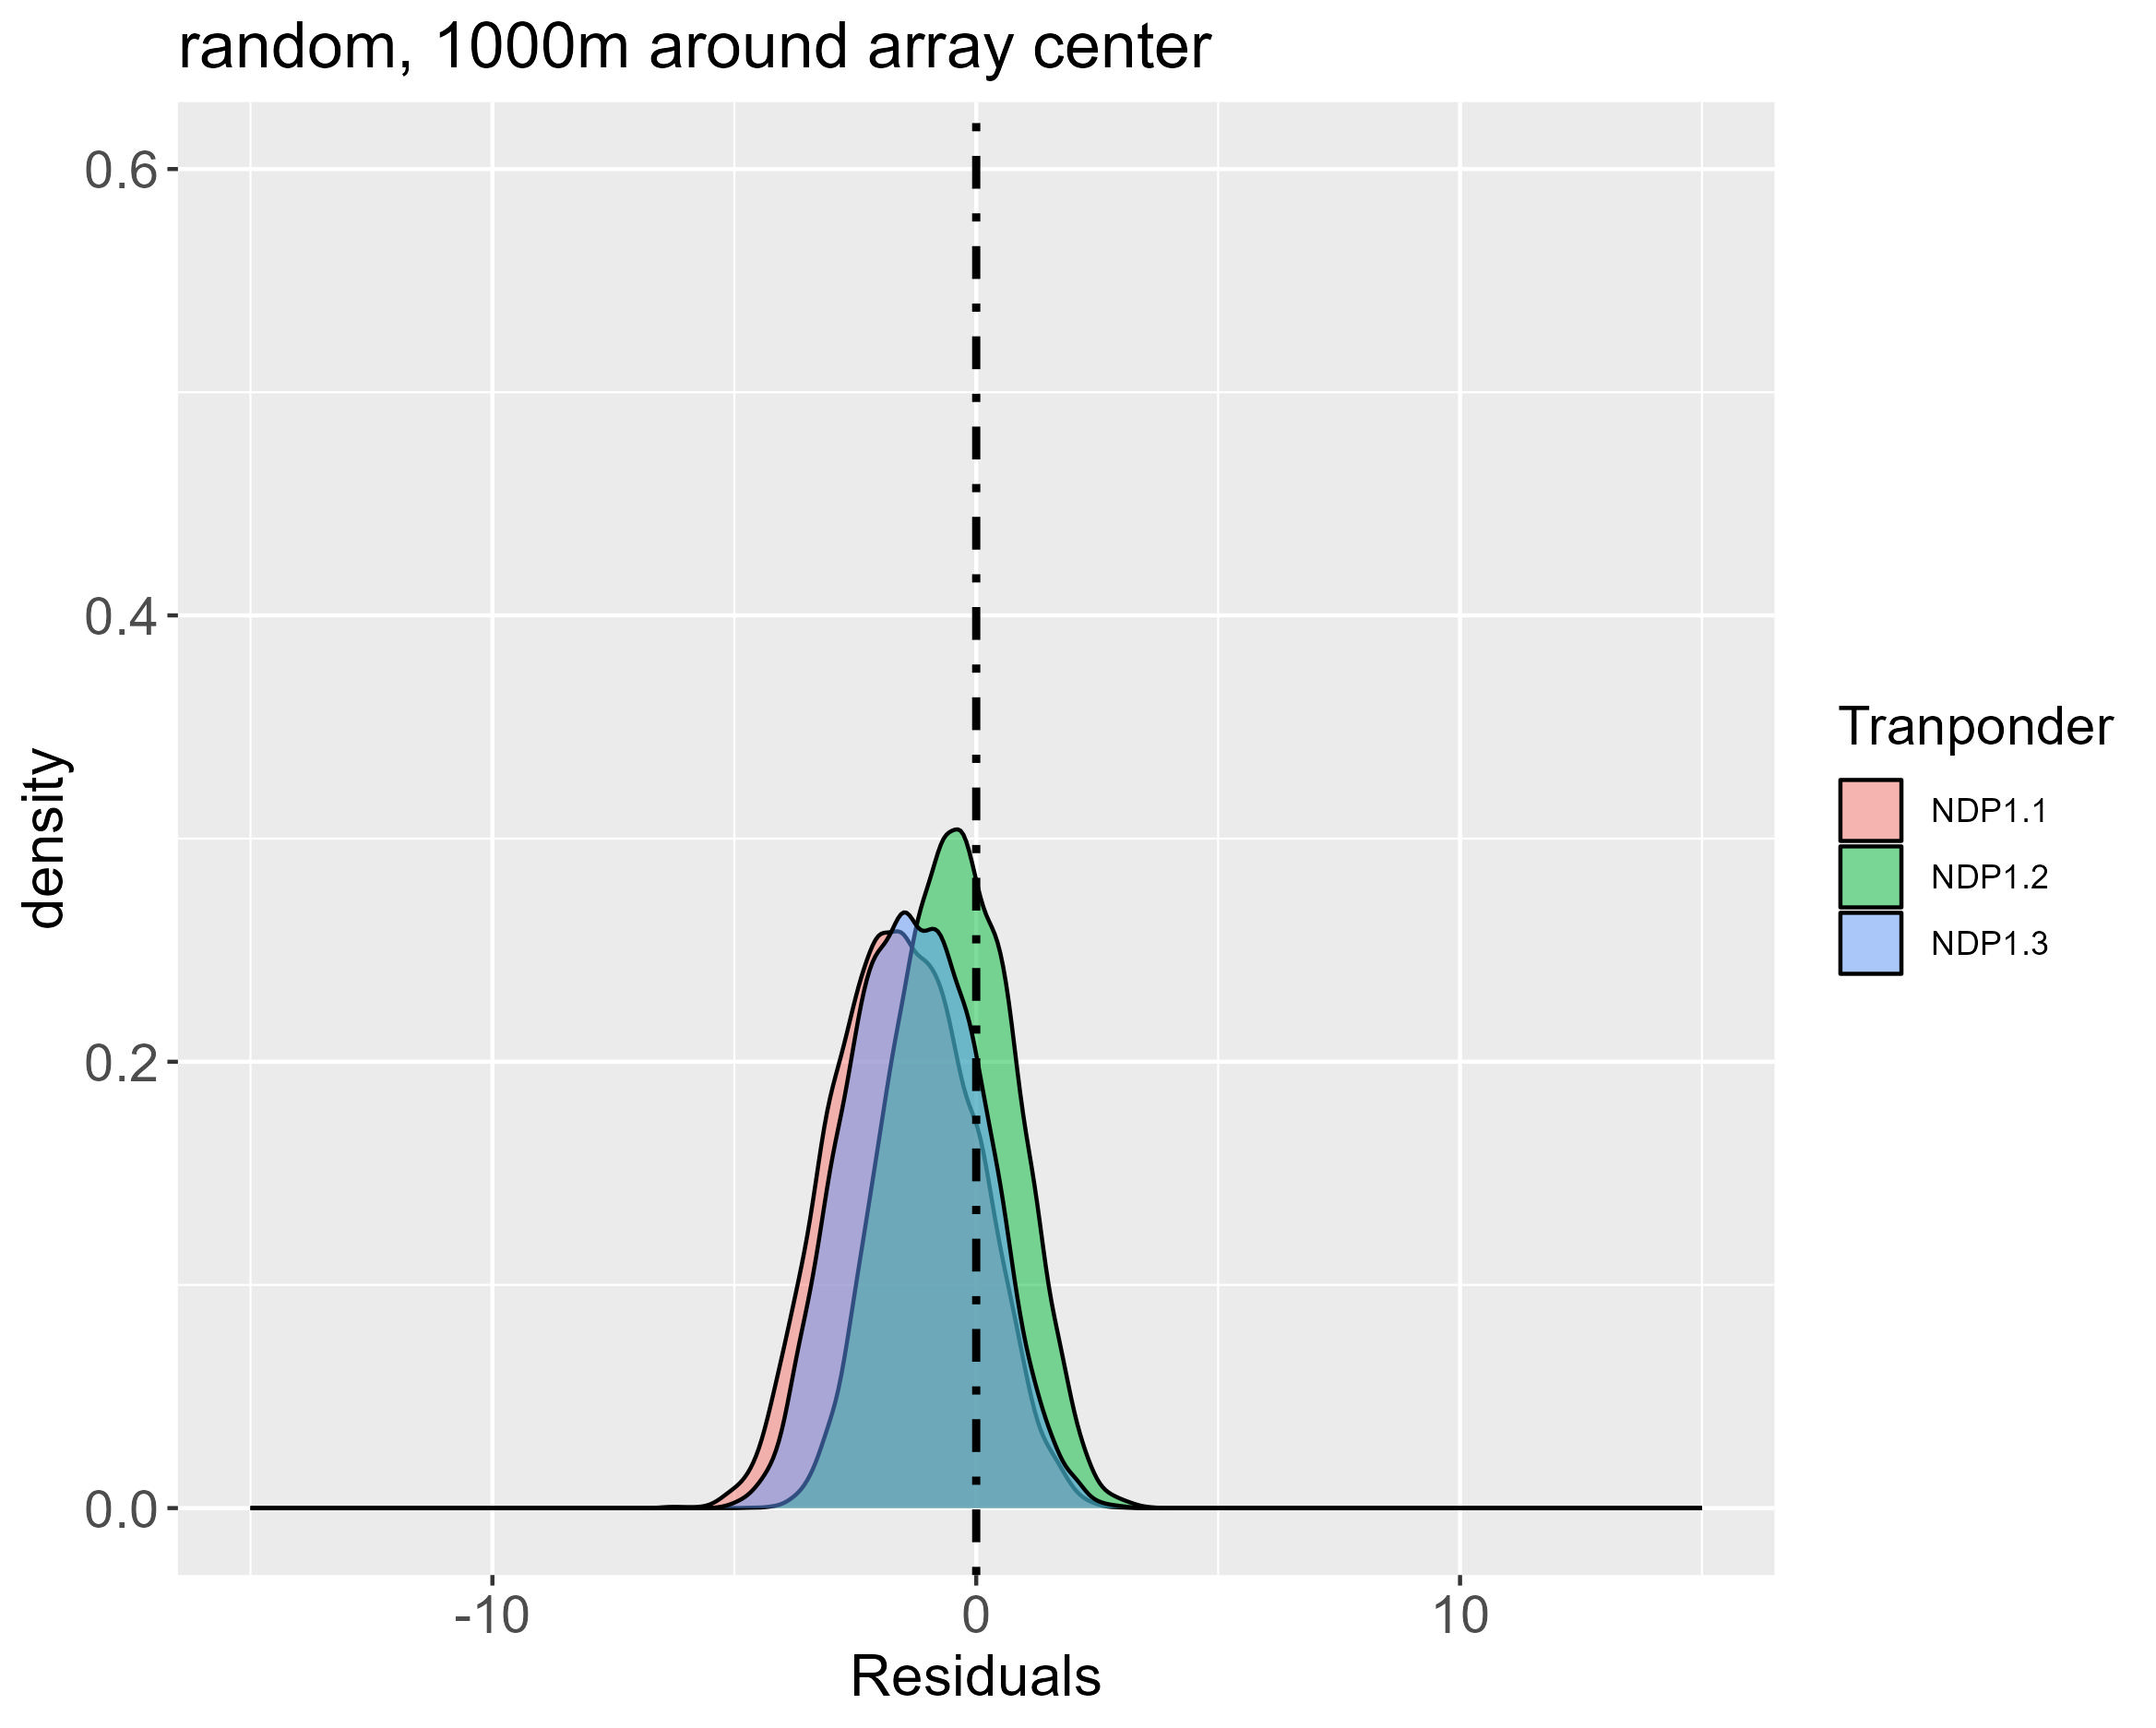 random, 1000m around array center
0.6
0.4
0.2
0.0
density
-10 0 10
Residuals
Tranponder
NDP1.1
NDP1.2
NDP1.3